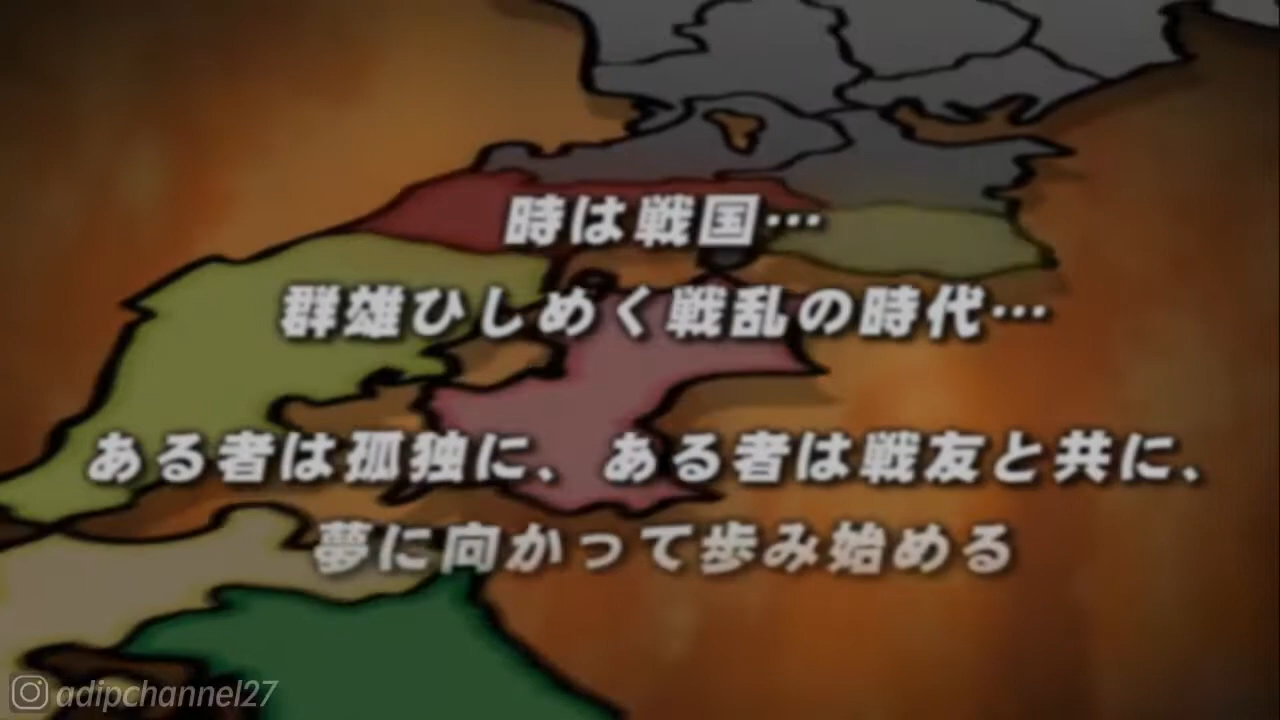 時は戦国…
群雄ひしめく戦乱の時代…
ある者は孤独に、ある者は戦友と共に、
夢に向かって歩み始める
adipchannel27